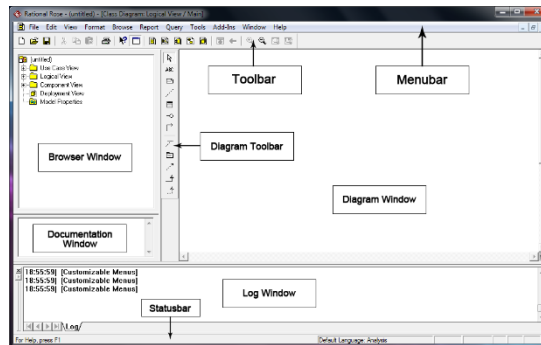 Rational Rose - (untitled) - [Class Diagram: Logical View / Main]
File Edit View Format Browse Report Query Tools Add-Ins Window Help
(untitled)
Use Case View
Logical View
Component View
Deployment View
Model Properties
ABC
Toolbar
Menubar
Diagram Toolbar
Browser Window
Diagram Window
Documentation
Window
18:55:59| [Customizable Menus]
18:55:59| [Customizable Menus]
18:55:59| [Customizable Menus]
Log Window
Statusbar
Log
For Help, press F1
Default Language: Analysis